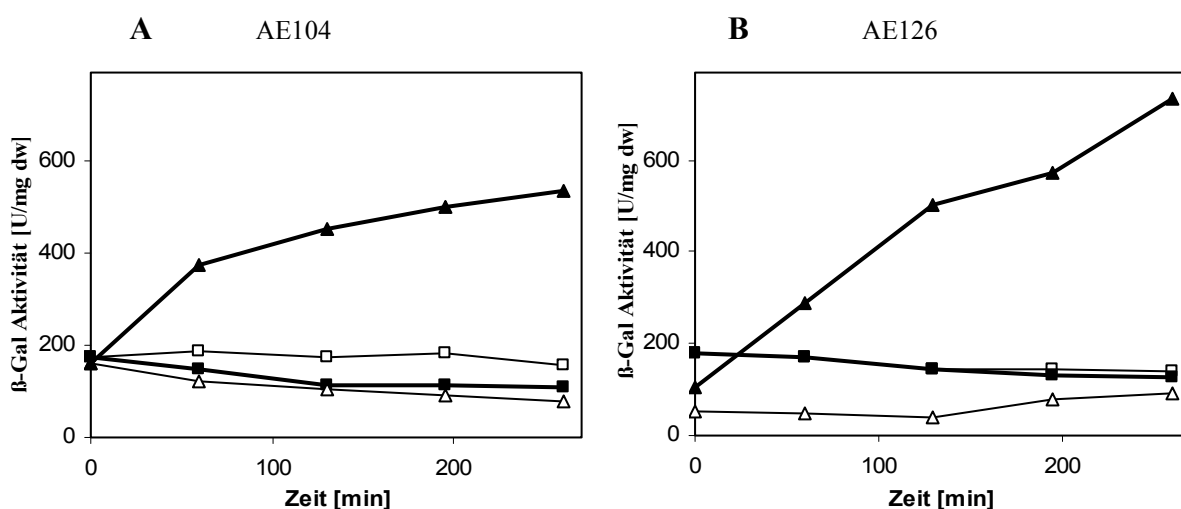 A AE104
ß-Gal Aktivität [U/mg dw]
600
400
200
0
0 100 200
Zeit [min]
B AE126
ß-Gal Aktivität [U/mg dw]
600
400
200
0
0 100 200
Zeit [min]